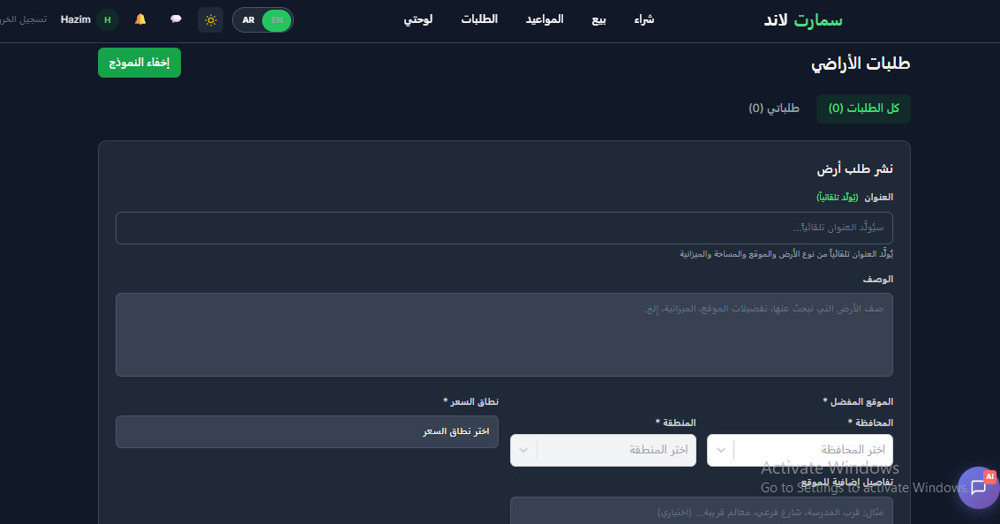 سمارت لاند
شراء
بيع
المواعيد
الطلبات
لوحتي
AR EN
H Hazim
تسجيل الخرو
طلبات الأراضي
إخفاء النموذج
كل الطلبات (0)
طلباتي (0)
نشر طلب أرض
العنوان (يُولَّد تلقائياً)
سيُولَّد العنوان تلقائياً...
يُولَّد العنوان تلقائياً من نوع الأرض والموقع والمساحة والميزانية
الوصف
صف الأرض التي تبحث عنها، تفضيلات الموقع، الميزانية، إلخ.
الموقع المفضل *
نطاق السعر *
المحافظة *
المنطقة *
اختر المحافظة
اختر المنطقة
اختر نطاق السعر
تفاصيل إضافية للموقع
مثال: قرب المدرسة، شارع فرعي، معالم قريبة... (اختياري)
Activate Windows
Go to Settings to activate Windows.
AI